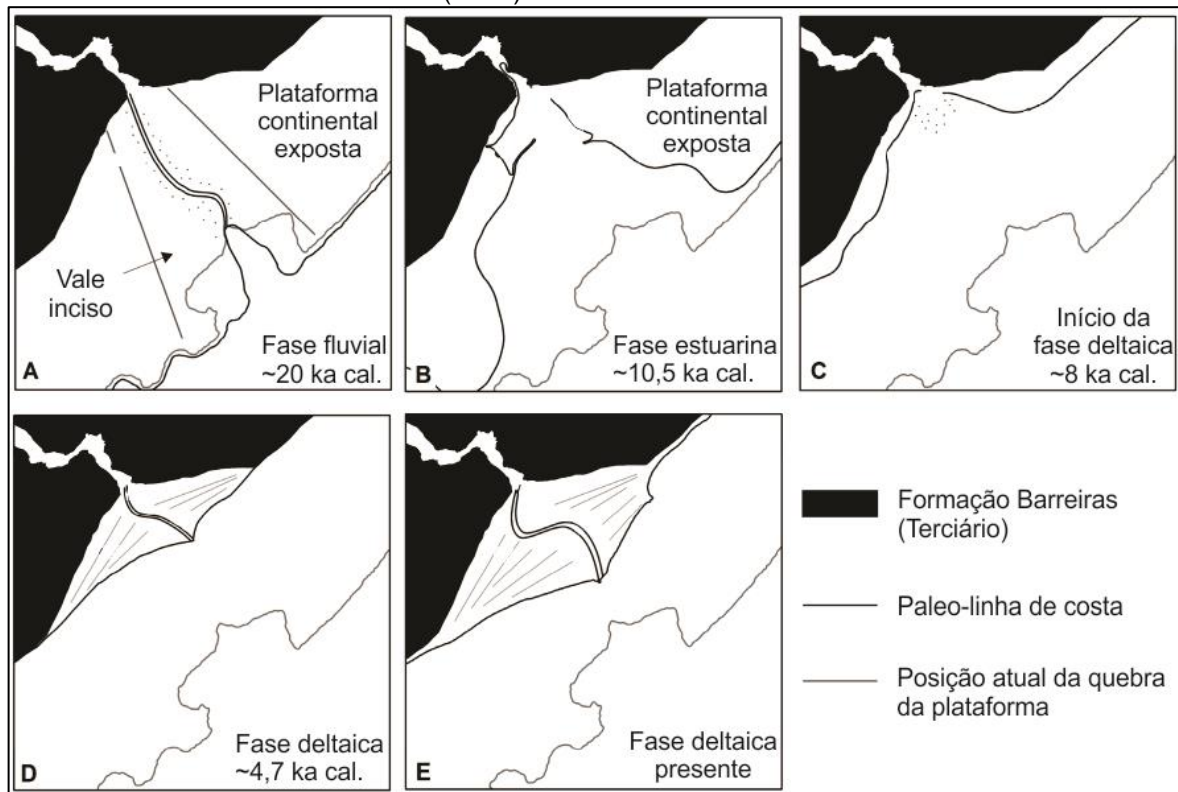 Plataforma
continental
exposta
Vale
inciso
Fase fluvial
~20 ka cal.
A
Plataforma
continental
exposta
Fase estuarina
~10,5 ka cal.
B
Início da
fase deltaica
~8 ka cal.
C
Fase deltaica
~4,7 ka cal.
D
Fase deltaica
presente
E
Formação Barreiras
(Terciário)
Paleo-linha de costa
Posição atual da quebra
da plataforma